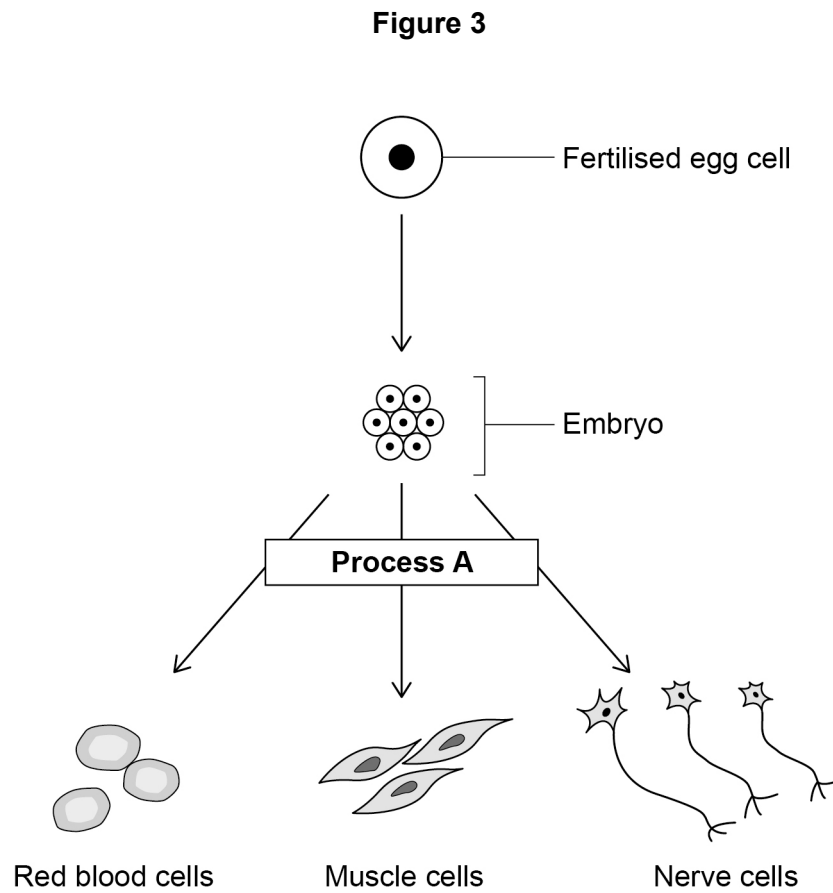 Figure 3
Fertilised egg cell
Embryo
Process A
Red blood cells
Muscle cells
Nerve cells